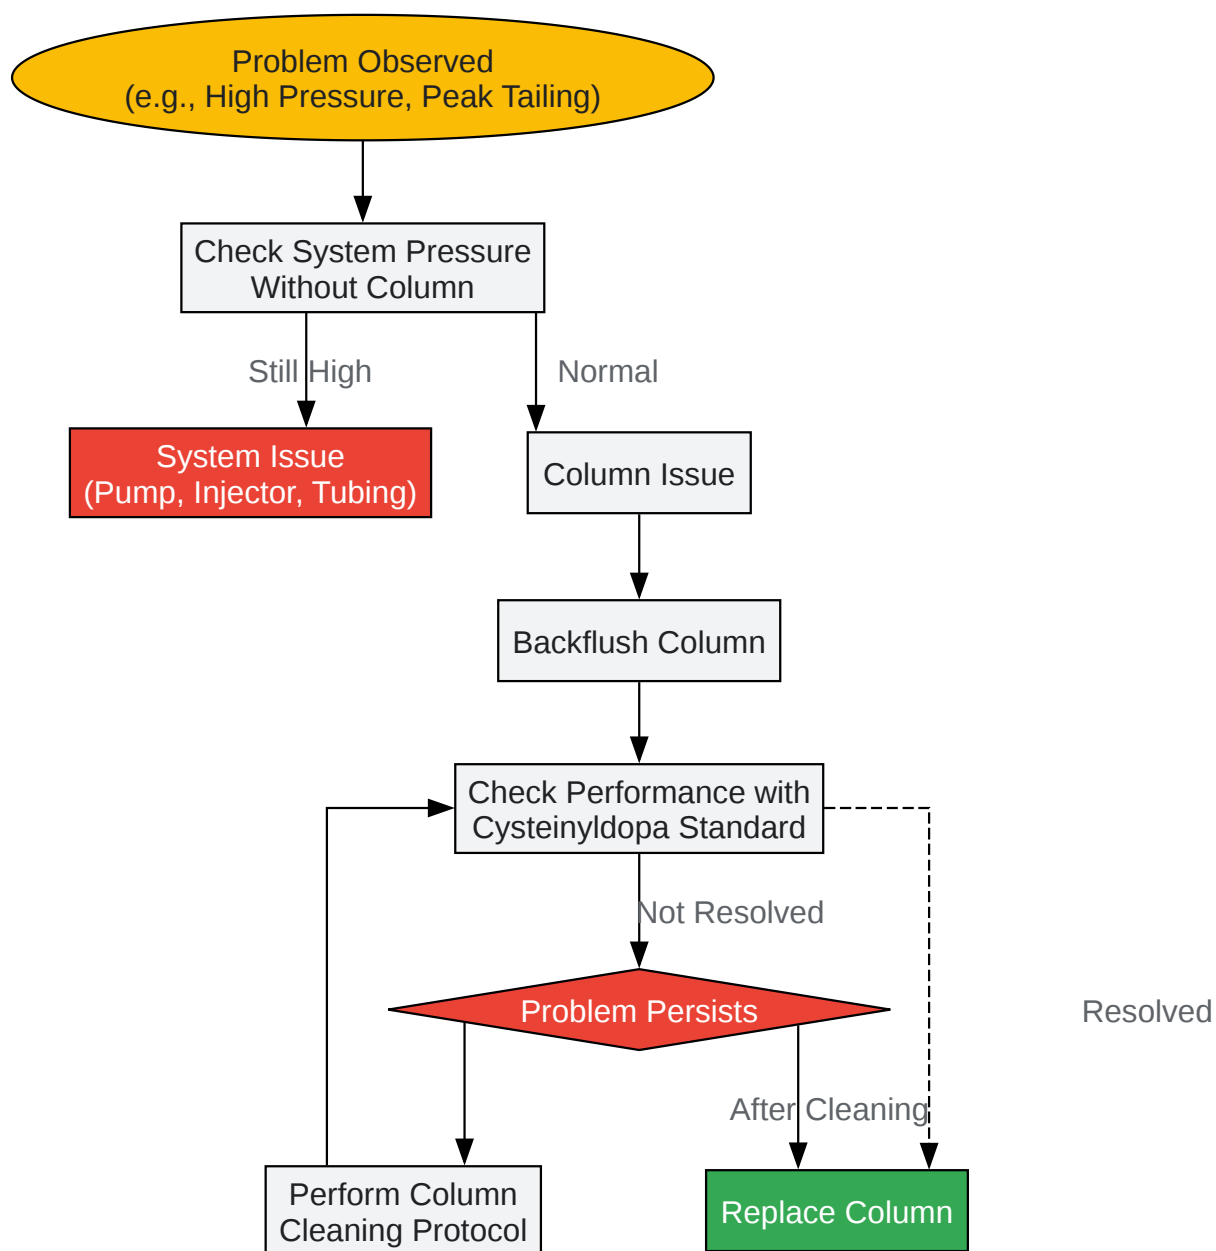 Problem Observed
(e.g., High Pressure, Peak Tailing)
Check System Pressure
Without Column
Still High
Normal
System Issue
(Pump, Injector, Tubing)
Column Issue
Backflush Column
Check Performance with
Cysteinyldopa Standard
Not Resolved
Problem Persists
Resolved
After Cleaning
Perform Column
Cleaning Protocol
Replace Column